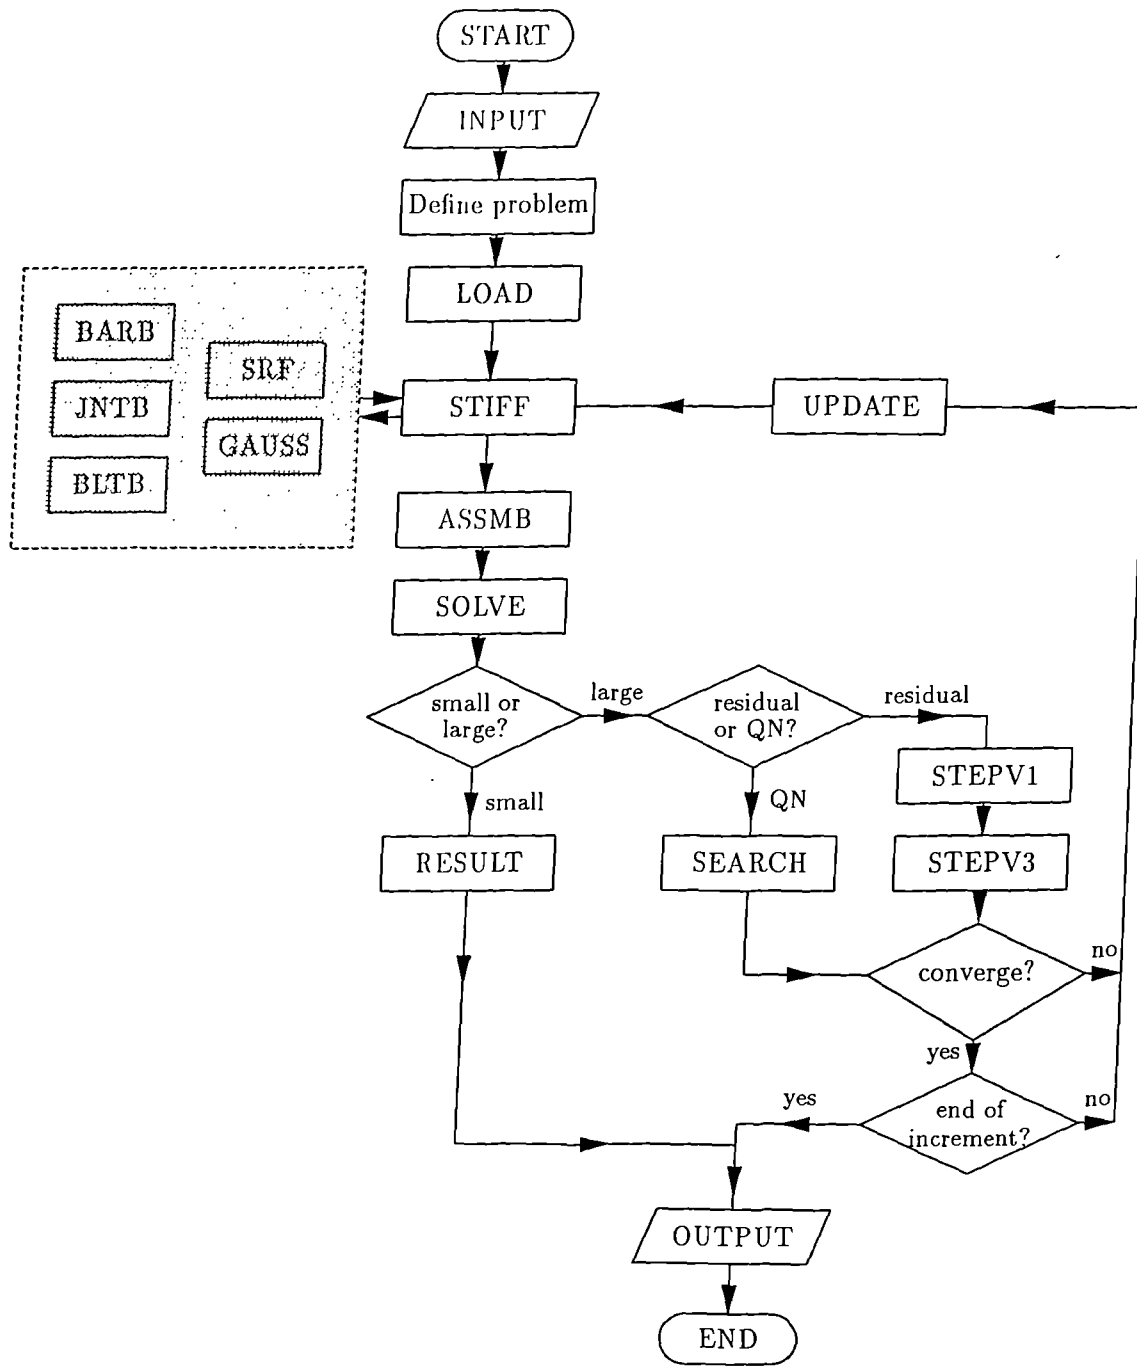 START
INPUT
Define problem
LOAD
BARB
SRF
JNTB
STIFF
UPDATE
GAUSS
BLTB
ASSMB
SOLVE
small or
large?
large
residual
or QN?
residual
STEPV1
small
QN
RESULT
SEARCH
STEPV3
converge?
no
yes
end of
increment?
yes
no
OUTPUT
END